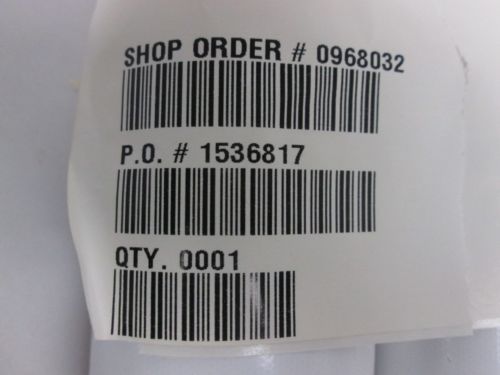 SHOP ORDER # 0968032
P.O. # 1536817
QTY. 0001